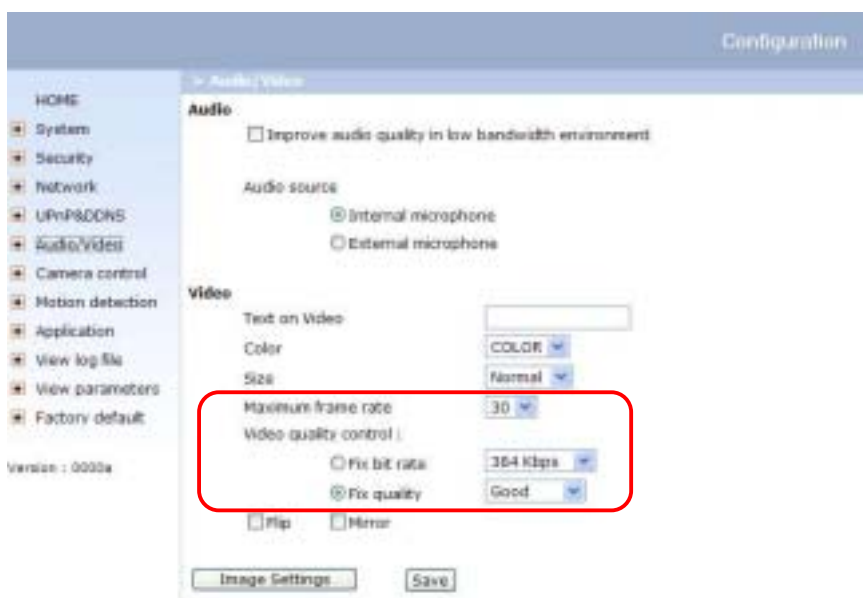 Configuration
> Audio/Video
HOME
System
Security
Network
UPnP&DDNS
Audio/Video
Camera control
Motion detection
Application
View log file
View parameters
Factory default
Version : 0000a
Audio
Improve audio quality in low bandwidth environment
Audio source
Internal microphone
External microphone
Video
Text on Video
Color COLOR
Size Normal
Maximum frame rate 30
Video quality control :
Fix bit rate 384 Kbps
Fix quality Good
Flip Mirror
Image Settings Save